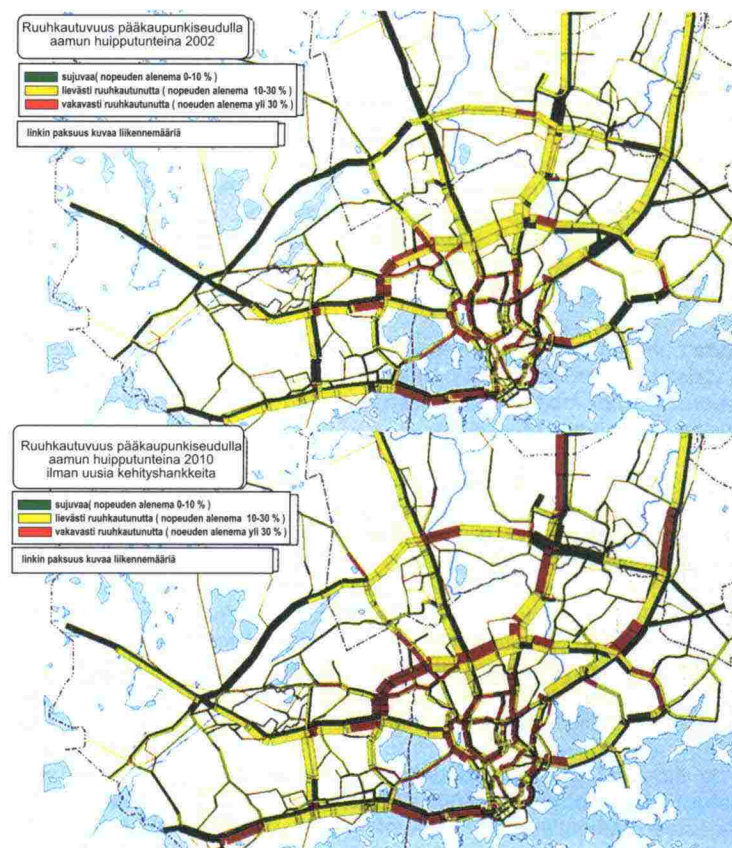 Ruuhkautuvuus pääkaupunkiseudulla
aamun huipputunteina 2002
sujuvaa( nopeuden alenema 0-10 % )
lievästi ruuhkautunutta ( nopeuden alenema 10-30 % )
vakavasti ruuhkautunutta ( noeuden alenema yli 30 % )
linkin paksuus kuvaa liikennemääriä
Ruuhkautuvuus pääkaupunkiseudulla
aamun huipputunteina 2010
ilman uusia kehityshankkeita
sujuvaa( nopeuden alenema 0-10 % )
lievästi ruuhkautunutta ( nopeuden alenema 10-30 % )
vakavasti ruuhkautunutta ( noeuden alenema yli 30 % )
linkin paksuus kuvaa liikennemääriä